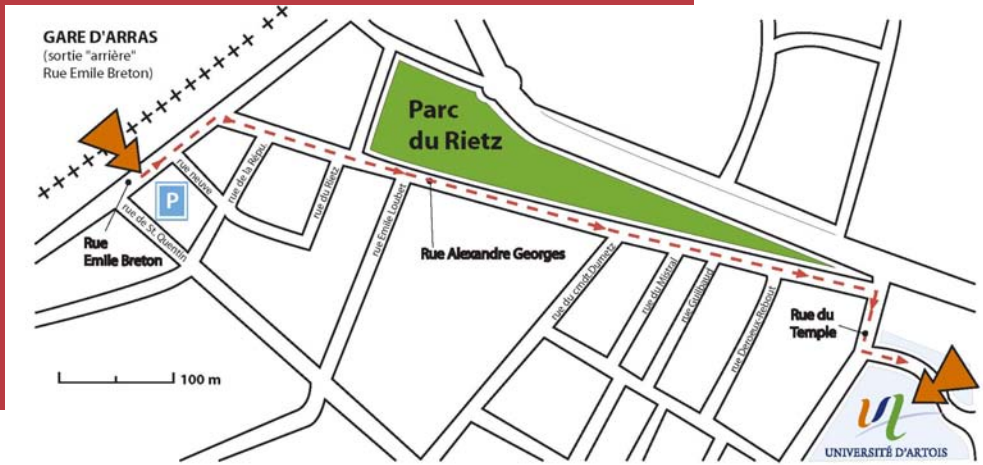 GARE D'ARRAS
(sortie "arrière"
Rue Emile Breton)
Parc
du Rietz
P
rue neuve
rue de la Répu.
rue du Rietz
rue de St. Quentin
Rue
Emile Breton
rue Emile Loubet
Rue Alexandre Georges
rue du cmdt Dumetz
rue du Mistral
rue Guilbaud
rue Deroeux-Rebout
Rue du
Temple
100 m
UNIVERSITÉ D'ARTOIS